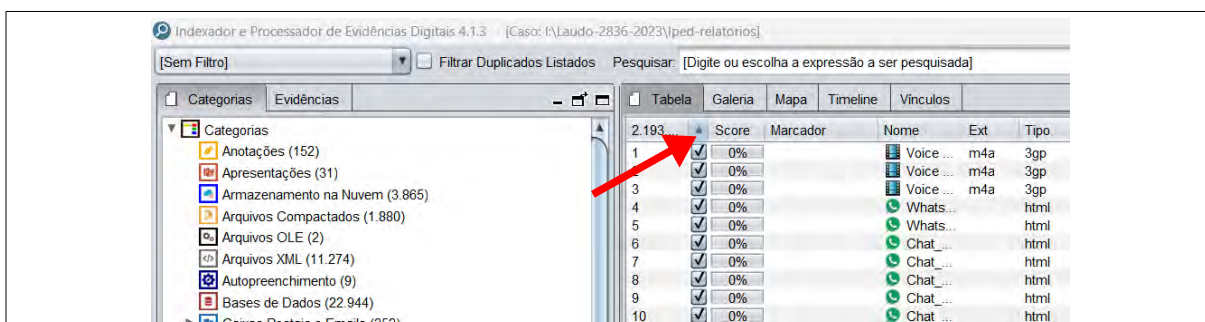 Indexador e Processador de Evidências Digitais 4.1.3 [Caso: I:\Laudo-2836-2023\Iped-relatorios]
[Sem Filtro] Filtrar Duplicados Listados Pesquisar: [Digite ou escolha a expressão a ser pesquisada]
Categorias Evidências Tabela Galeria Mapa Timeline Vínculos
Categorias 2.193.... Score Marcador Nome Ext Tipo
Anotações (152) 1 0% Voice ... m4a 3gp
Apresentações (31) 0% Voice ... m4a 3gp
Armazenamento na Nuvem (3.865) 3 0% Voice ... m4a 3gp
Arquivos Compactados (1.880) 4 0% Whats... html
Arquivos OLE (2) 5 0% Whats... html
Arquivos XML (11.274) 6 0% Chat_... html
Autopreenchimento (9) 7 0% Chat_... html
Bases de Dados (22.944) 8 0% Chat_... html
9 0% Chat_... html
10 0% Chat_... html